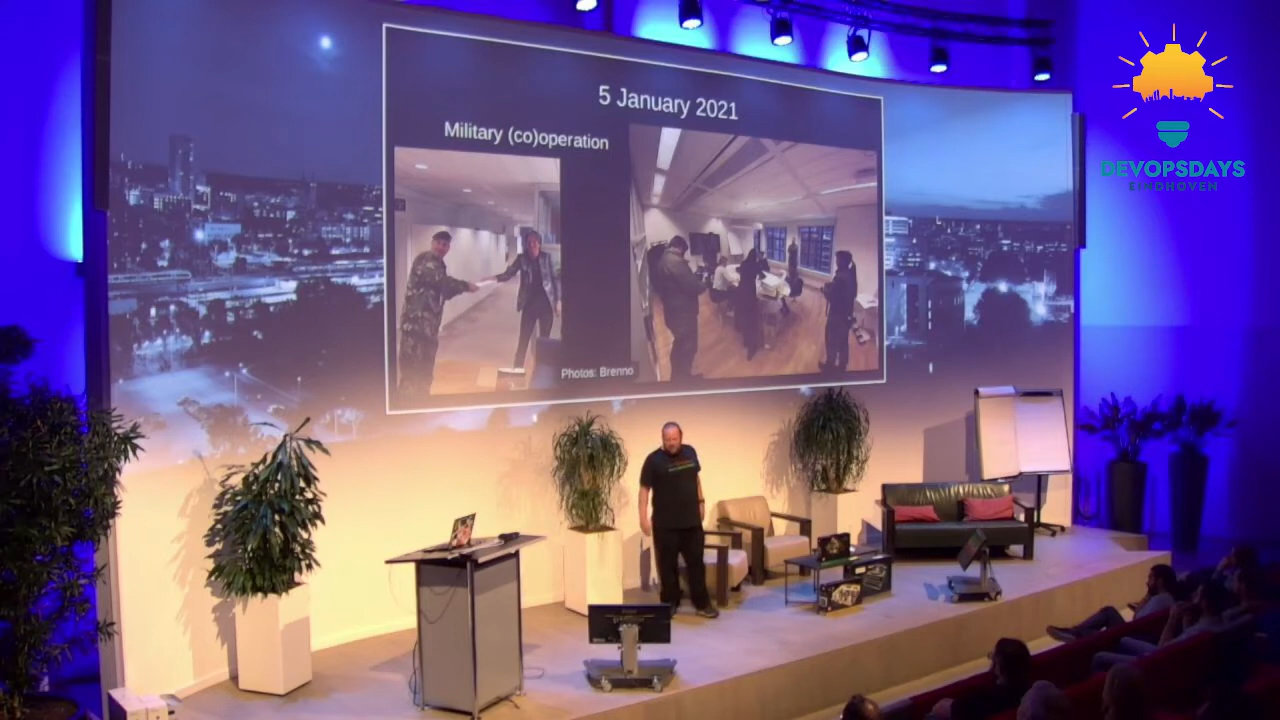 5 January 2021
Military (co)operation
Photos: Brenno
DEVOPSDAYS
EINDHOVEN